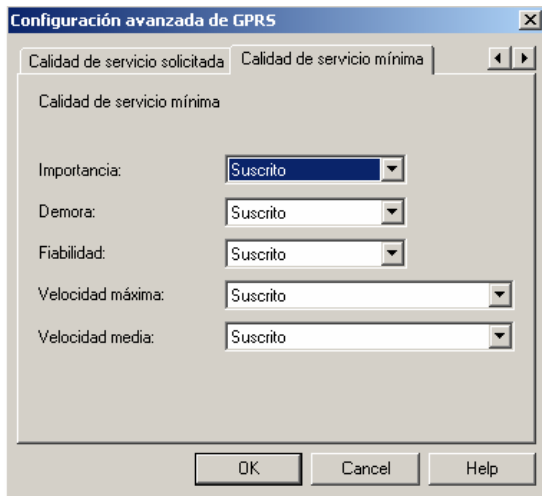 Configuración avanzada de GPRS
Calidad de servicio solicitada Calidad de servicio mínima
Calidad de servicio mínima
Importancia: Suscrito
Demora: Suscrito
Fiabilidad: Suscrito
Velocidad máxima: Suscrito
Velocidad media: Suscrito
OK Cancel Help